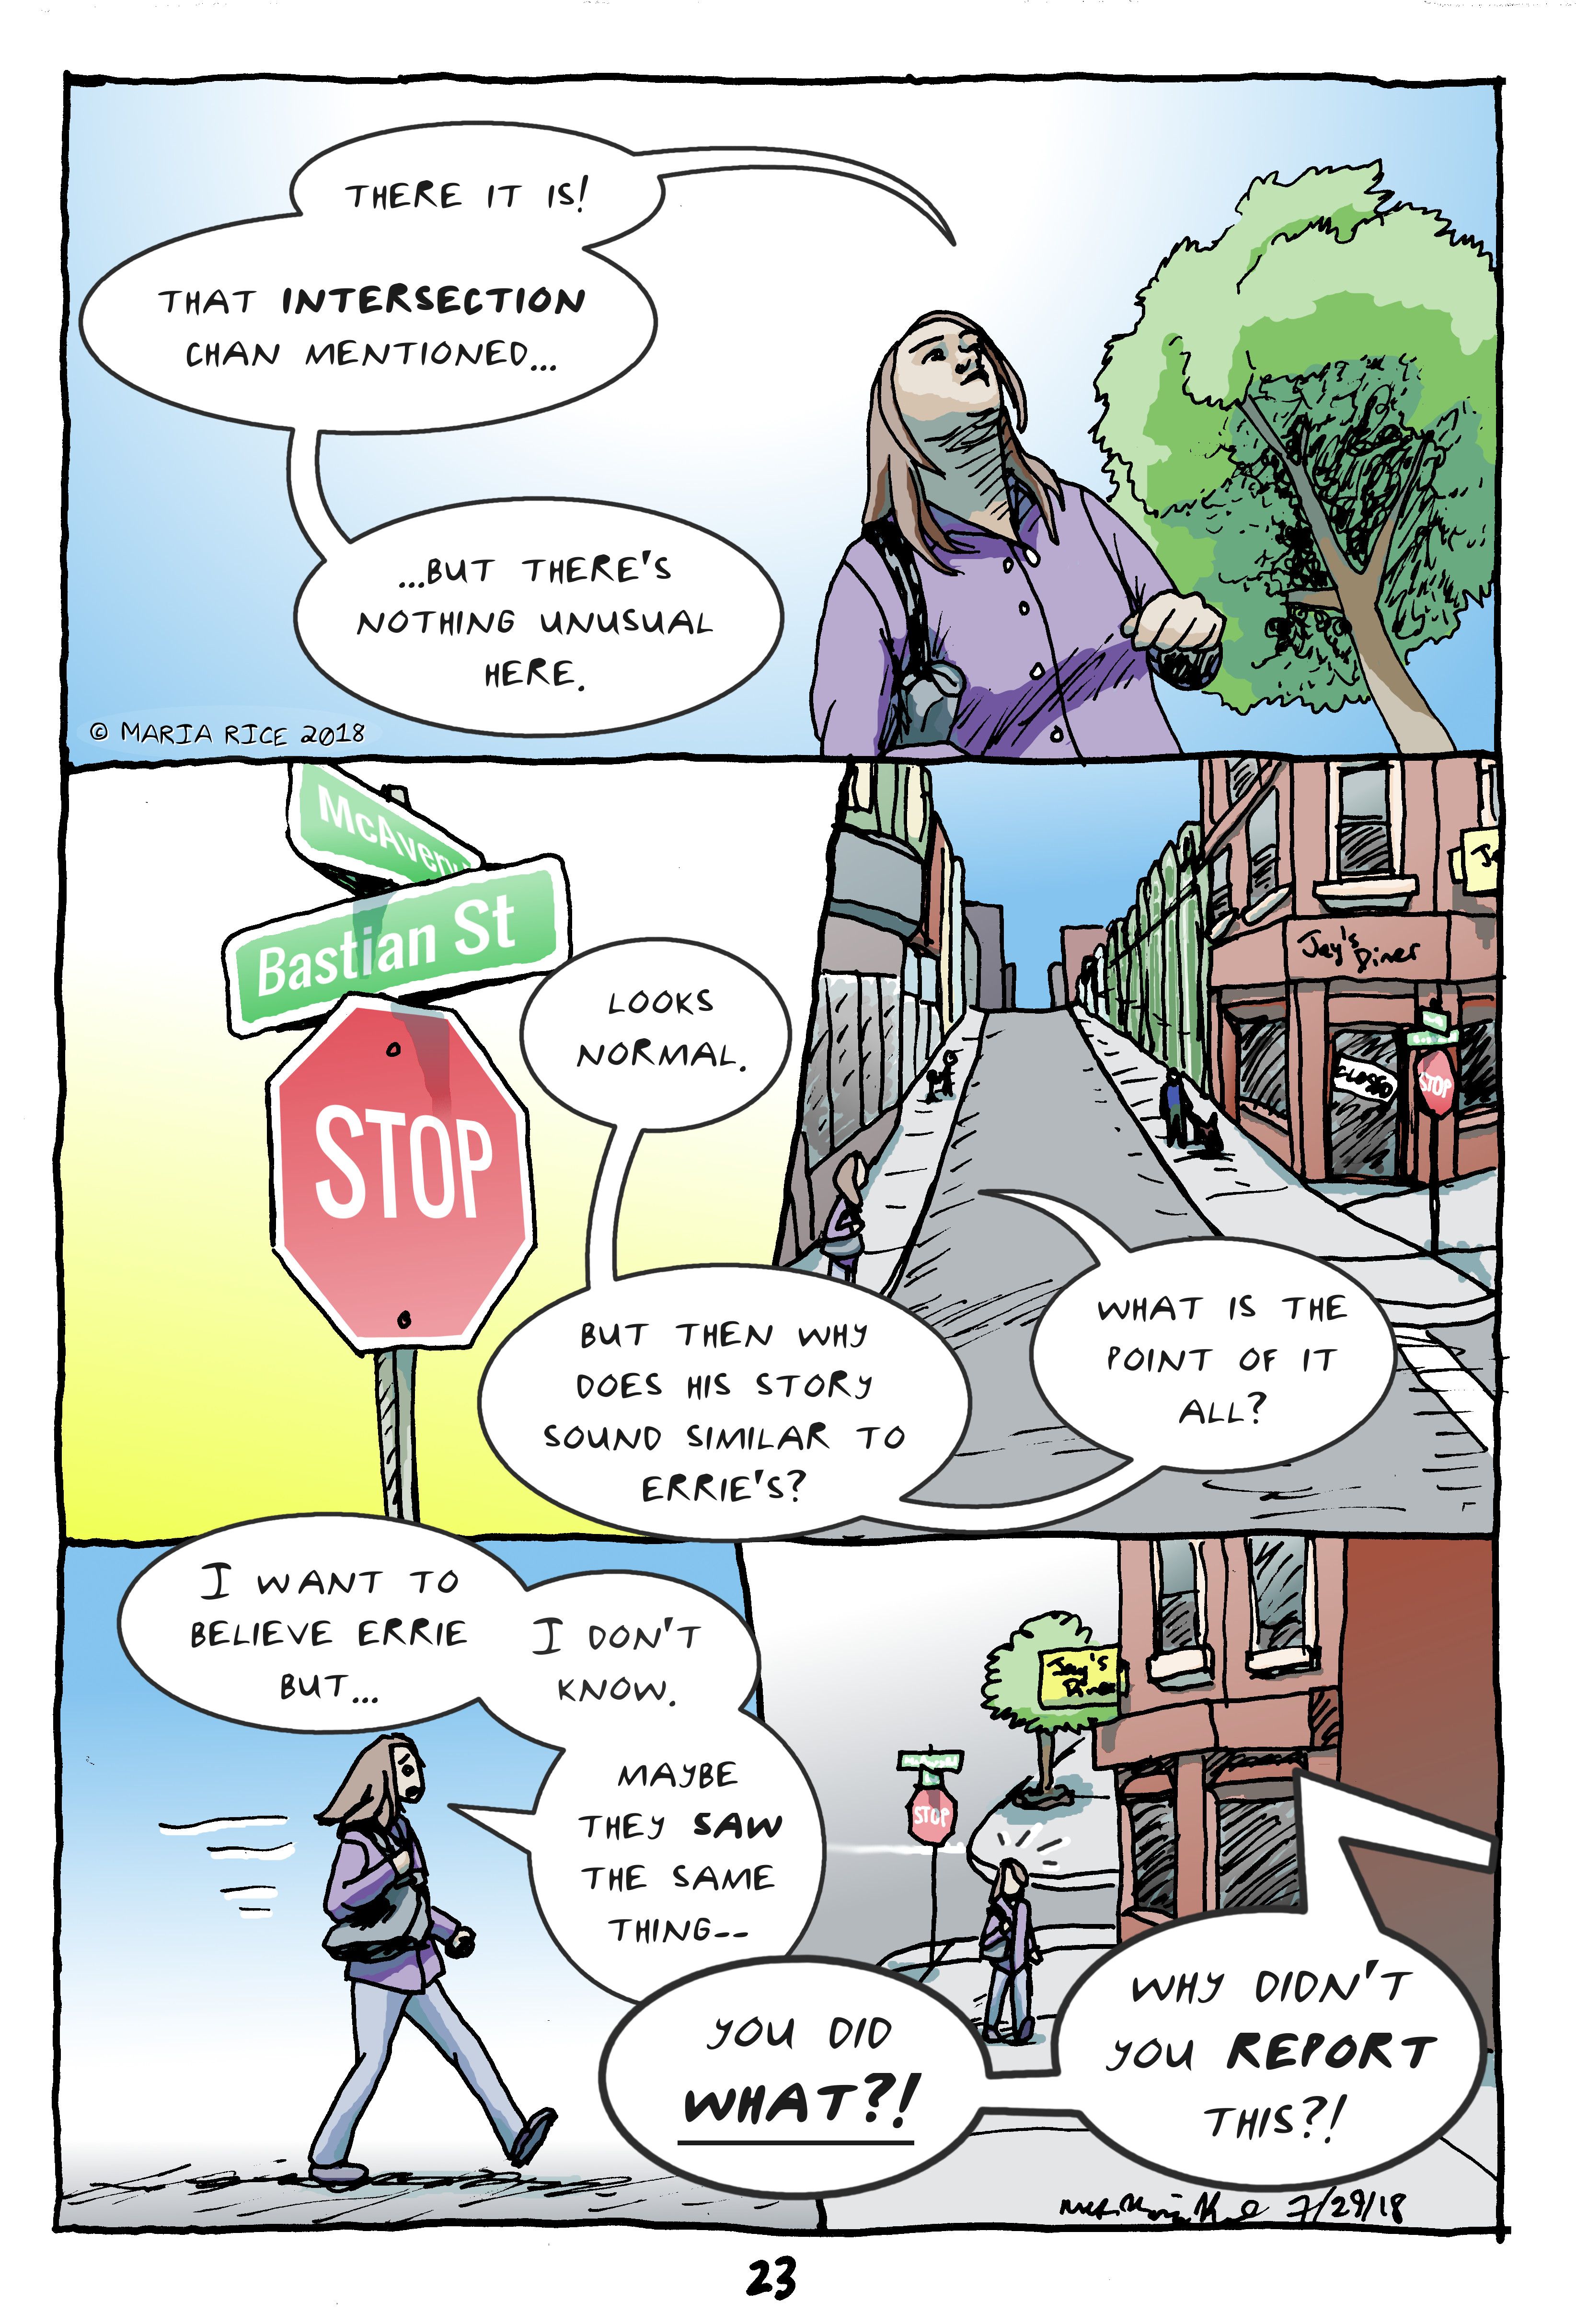 THERE IT IS!
THAT INTERSECTION
CHAN MENTIONED...
...BUT THERE'S
NOTHING UNUSUAL
HERE.
© MARIA RICE 2018
McAvery
Bastian St
STOP
LOOKS
NORMAL.
BUT THEN WHY
DOES HIS STORY
SOUND SIMILAR TO
ERRIE'S?
Jay's
Diner
CLOSED
STOP
WHAT IS THE
POINT OF IT
ALL?
I WANT TO
BELIEVE ERRIE
BUT...
I DON'T
KNOW.
MAYBE
THEY SAW
THE SAME
THING--
Jay's
Diner
STOP
YOU DID
WHAT?!
WHY DIDN'T
YOU REPORT
THIS?!
7/29/18
23